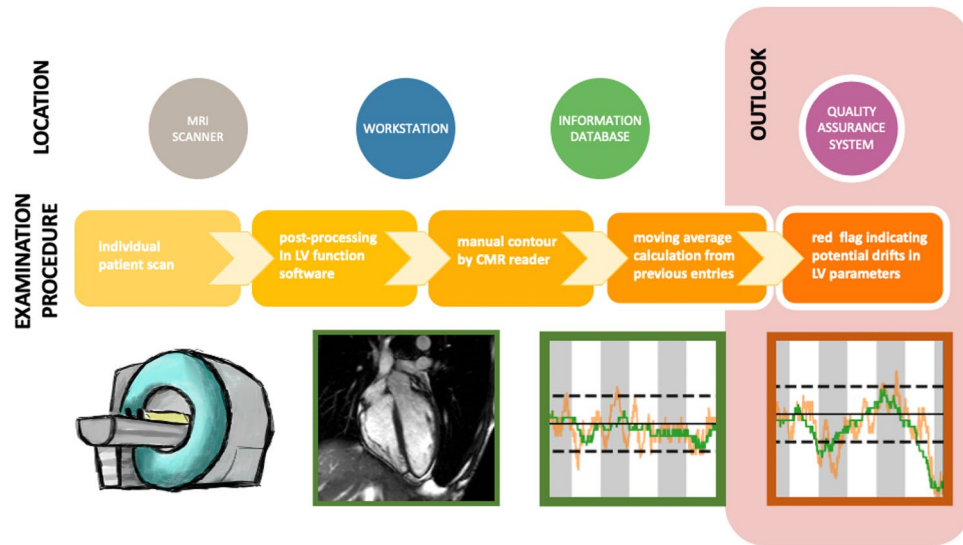 LOCATION
MRI
SCANNER
WORKSTATION
INFORMATION
DATABASE
OUTLOOK
QUALITY
ASSURANCE
SYSTEM
EXAMINATION
PROCEDURE
individual
patient scan
post-processing
in LV function
software
manual contour
by CMR reader
moving average
calculation from
previous entries
red flag indicating
potential drifts in
LV parameters